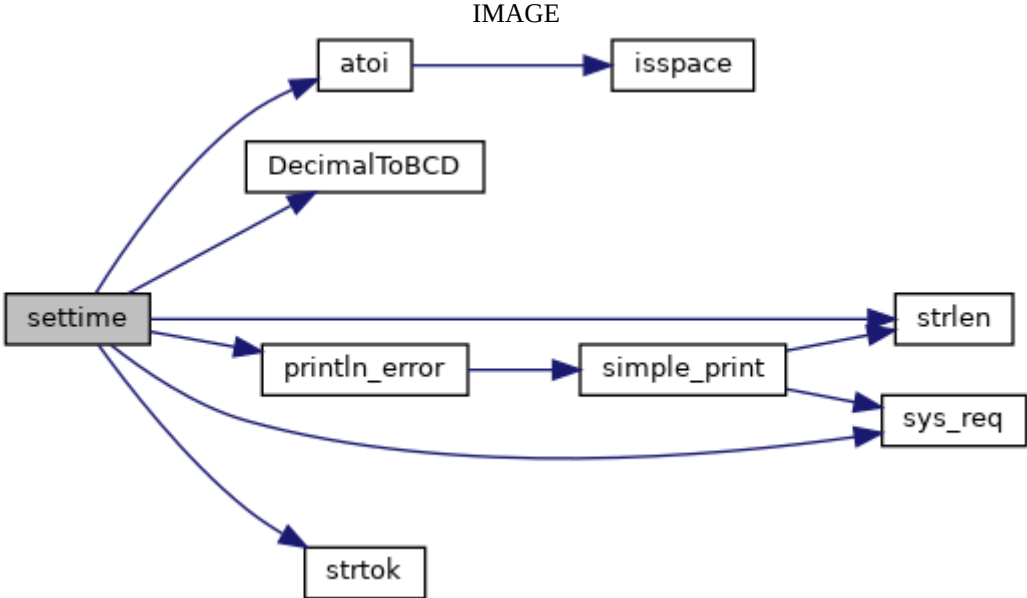 IMAGE
atoi
isspace
DecimalToBCD
settime
strlen
println_error
simple_print
sys_req
strtok